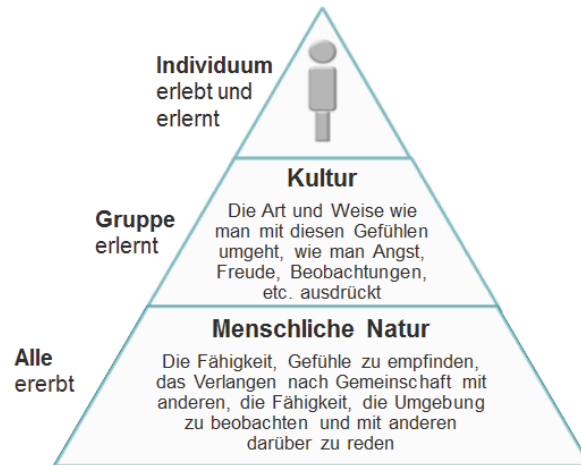 Individuum
erlebt und
erlernt
Kultur
Die Art und Weise wie
man mit diesen Gefühlen
umgeht, wie man Angst,
Freude, Beobachtungen,
etc. ausdrückt
Gruppe
erlernt
Menschliche Natur
Die Fähigkeit, Gefühle zu empfinden,
das Verlangen nach Gemeinschaft mit
anderen, die Fähigkeit, die Umgebung
zu beobachten und mit anderen
darüber zu reden
Alle
ererbt